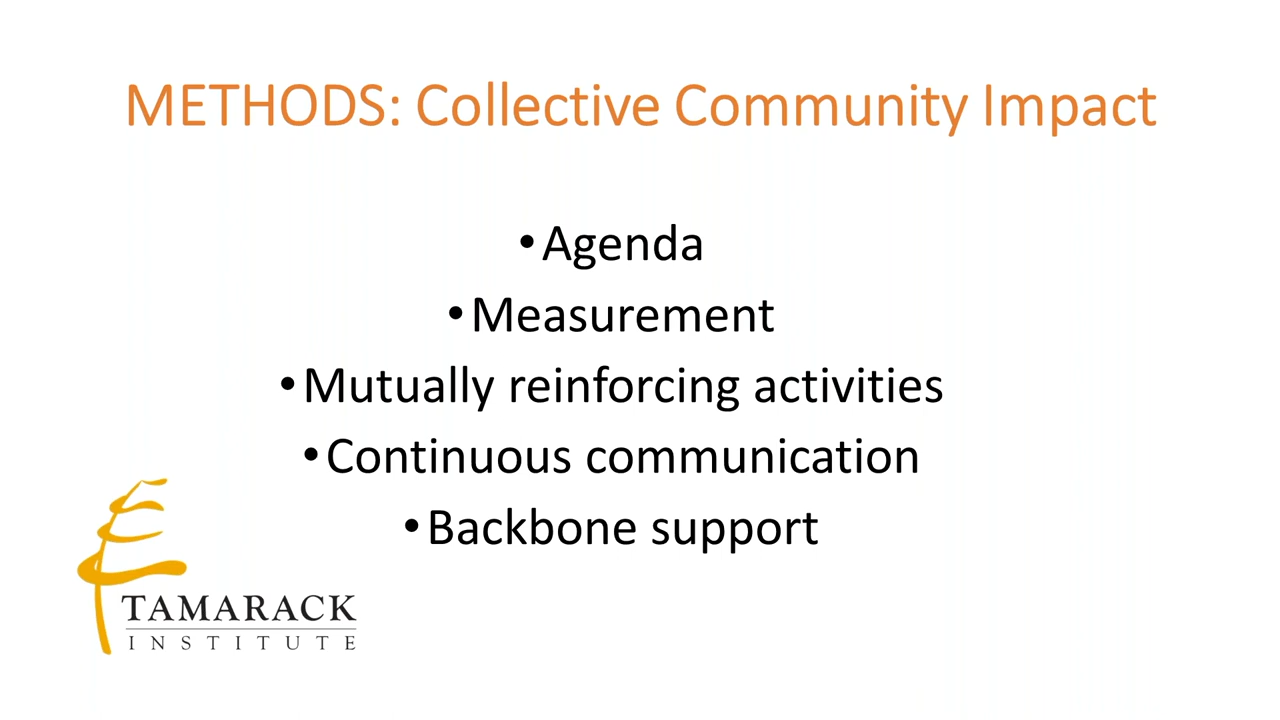 METHODS: Collective Community Impact
•Agenda
•Measurement
•Mutually reinforcing activities
•Continuous communication
•Backbone support
TAMARACK
INSTITUTE